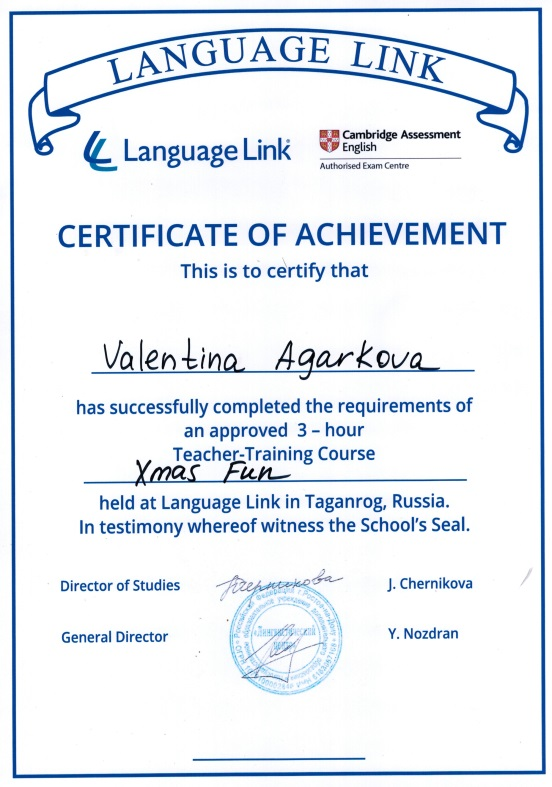 LANGUAGE LINK
Language Link
Cambridge Assessment
English
Authorised Exam Centre
CERTIFICATE OF ACHIEVEMENT
This is to certify that
Valentina Agarkova
has successfully completed the requirements of
an approved 3 – hour
Teacher-Training Course
Xmas Fun
held at Language Link in Taganrog, Russia.
In testimony whereof witness the School's Seal.
Director of Studies J. Chernikova
«Лингвистический
центр»
General Director Y. Nozdran